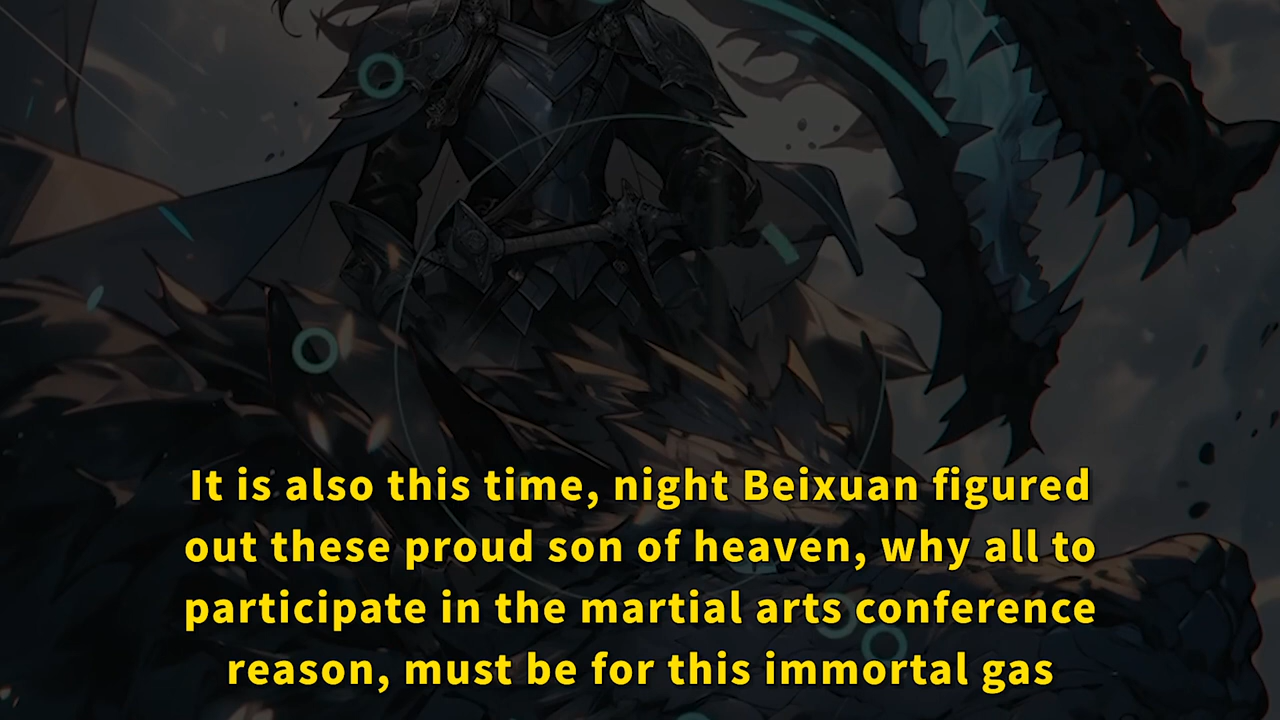 It is also this time, night Beixuan figured
out these proud son of heaven, why all to
participate in the martial arts conference
reason, must be for this immortal gas